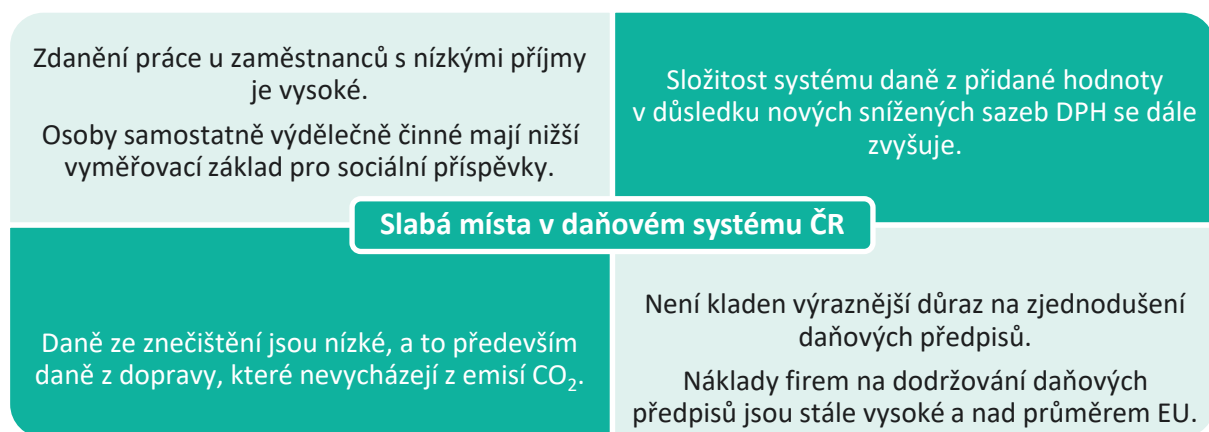 Zdanění práce u zaměstnanců s nízkými příjmy
je vysoké.
Osoby samostatně výdělečně činné mají nižší
vyměřovací základ pro sociální příspěvky.
Složitost systému daně z přidané hodnoty
v důsledku nových snížených sazeb DPH se dále
zvyšuje.
Slabá místa v daňovém systému ČR
Daně ze znečištění jsou nízké, a to především
daně z dopravy, které nevycházejí z emisí CO₂.
Není kladen výraznější důraz na zjednodušení
daňových předpisů.
Náklady firem na dodržování daňových
předpisů jsou stále vysoké a nad průměrem EU.